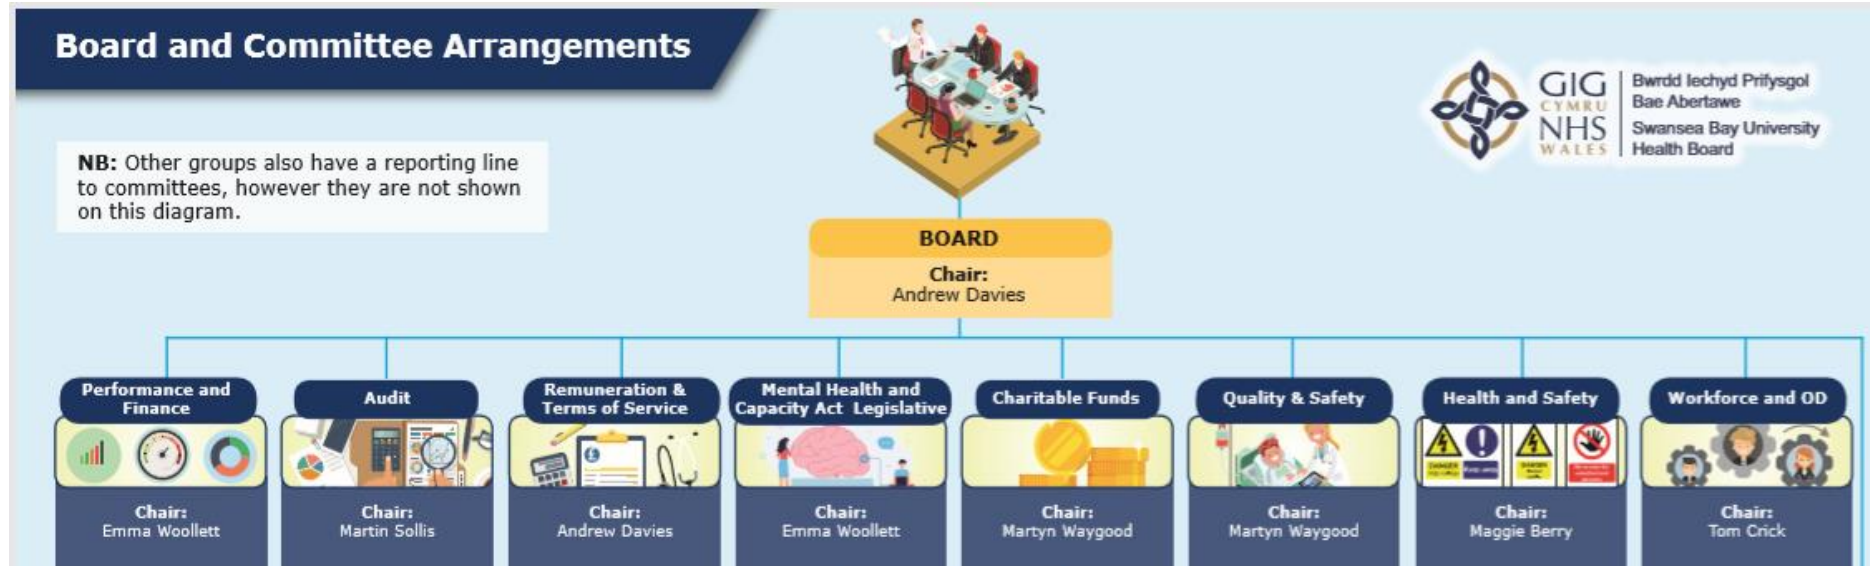 Board and Committee Arrangements
GIG
CYMRU
NHS
WALES
Bwrdd Iechyd Prifysgol
Bae Abertawe
Swansea Bay University
Health Board
NB: Other groups also have a reporting line
to committees, however they are not shown
on this diagram.
BOARD
Chair:
Andrew Davies
Performance and
Finance
Chair:
Emma Woollett
Audit
Chair:
Martin Sollis
Remuneration &
Terms of Service
Chair:
Andrew Davies
Mental Health and
Capacity Act Legislative
Chair:
Emma Woollett
Charitable Funds
Chair:
Martyn Waygood
Quality & Safety
Chair:
Martyn Waygood
Health and Safety
DANGER
DANGER
Chair:
Maggie Berry
Workforce and OD
Chair:
Tom Crick